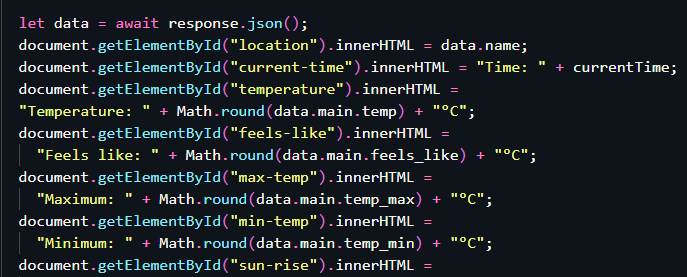 let data = await response.json();
document.getElementById("location").innerHTML = data.name;
document.getElementById("current-time").innerHTML = "Time: " + currentTime;
document.getElementById("temperature").innerHTML =
"Temperature: " + Math.round(data.main.temp) + "°C";
document.getElementById("feels-like").innerHTML =
"Feels like: " + Math.round(data.main.feels_like) + "°C";
document.getElementById("max-temp").innerHTML =
"Maximum: " + Math.round(data.main.temp_max) + "°C";
document.getElementById("min-temp").innerHTML =
"Minimum: " + Math.round(data.main.temp_min) + "°C";
document.getElementById("sun-rise").innerHTML =